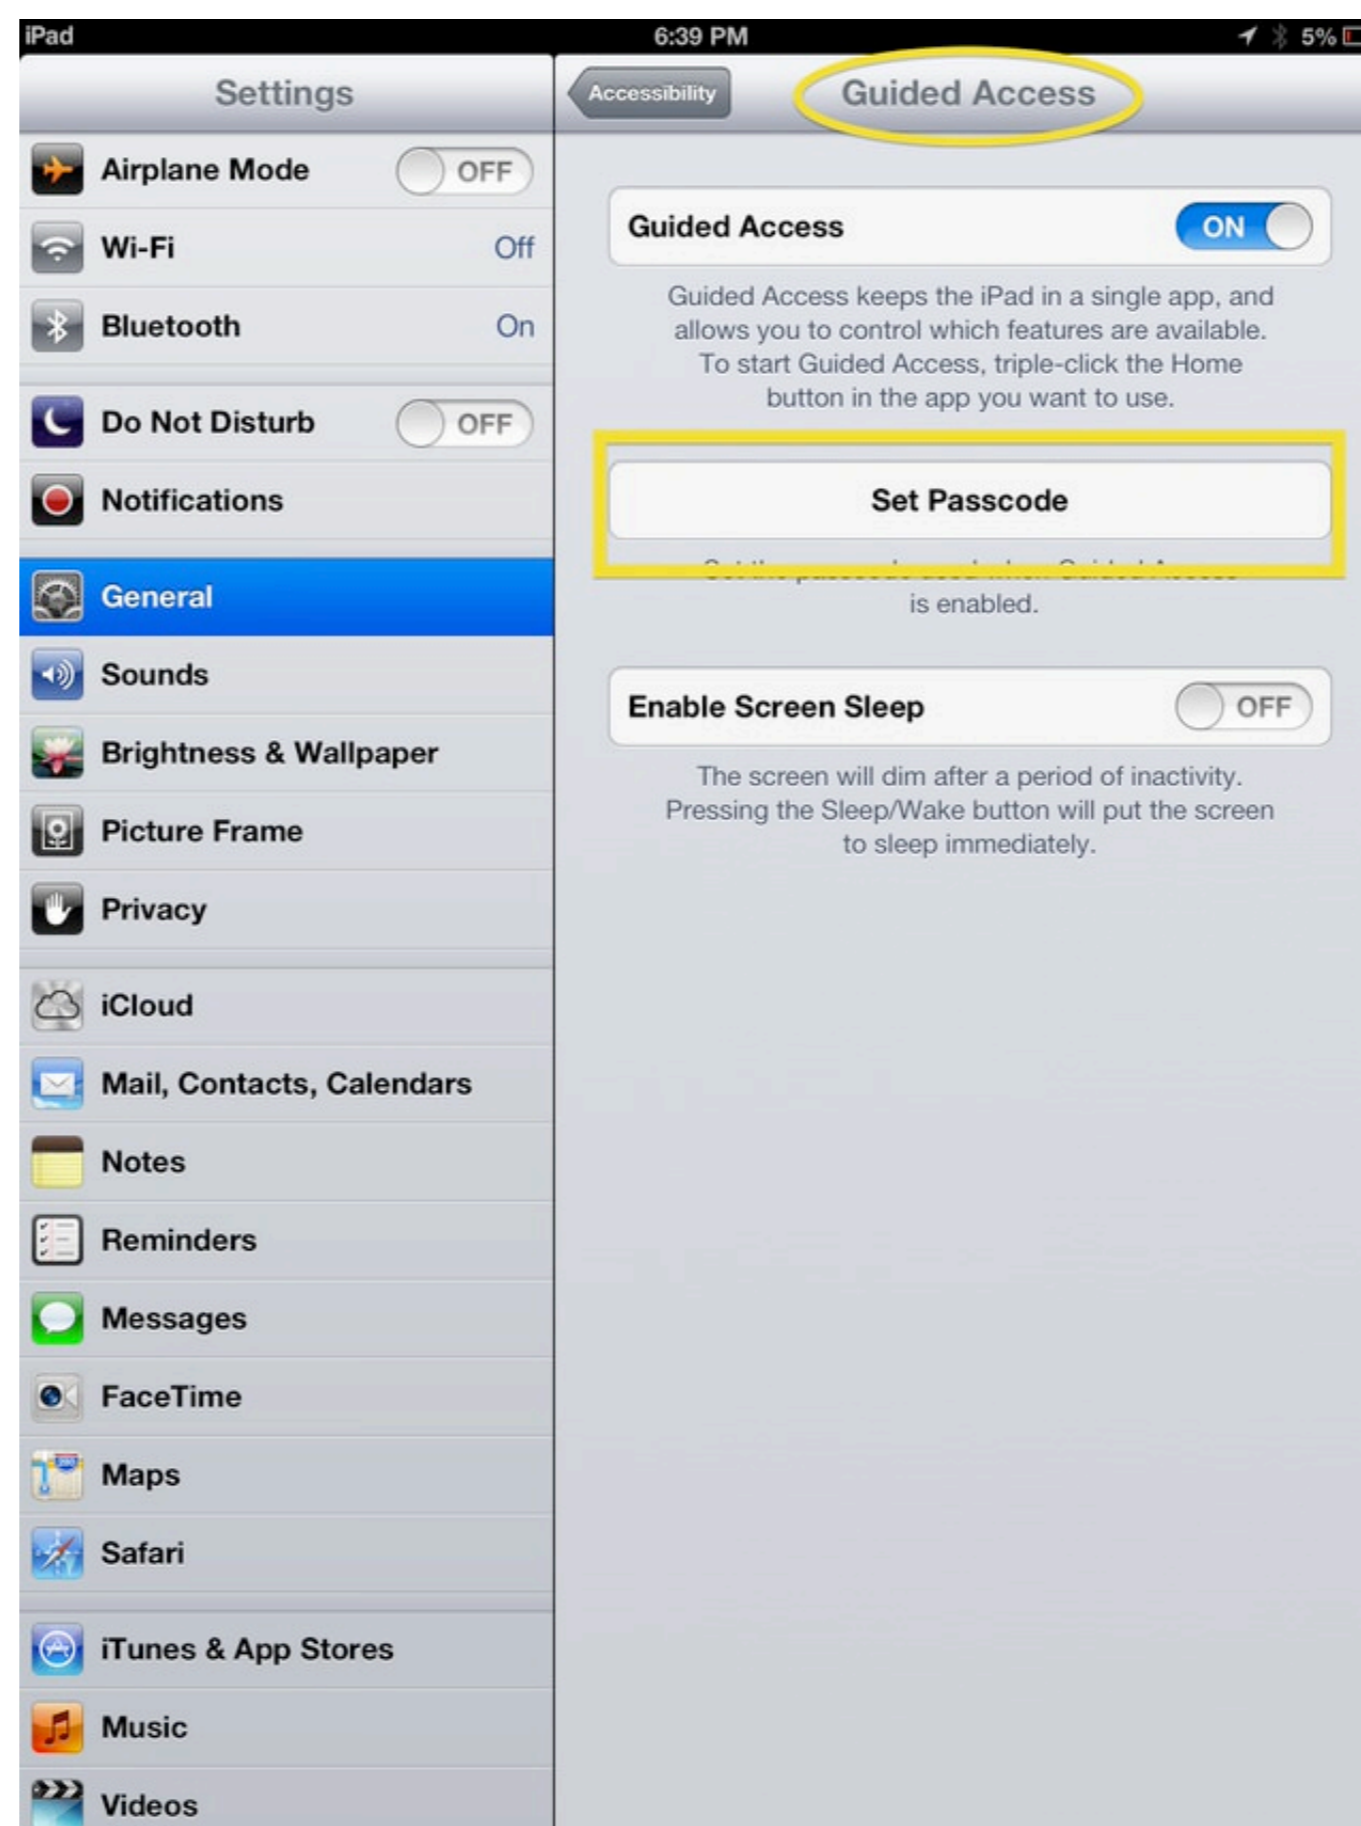 iPad
6:39 PM
5%
Settings
Airplane Mode
OFF
Wi-Fi
Off
Bluetooth
On
Do Not Disturb
OFF
Notifications
General
Sounds
Brightness & Wallpaper
Picture Frame
Privacy
iCloud
Mail, Contacts, Calendars
Notes
Reminders
Messages
FaceTime
Maps
Safari
iTunes & App Stores
Music
Videos
Accessibility
Guided Access
Guided Access
ON
Guided Access keeps the iPad in a single app, and
allows you to control which features are available.
To start Guided Access, triple-click the Home
button in the app you want to use.
Set Passcode
is enabled.
Enable Screen Sleep
OFF
The screen will dim after a period of inactivity.
Pressing the Sleep/Wake button will put the screen
to sleep immediately.